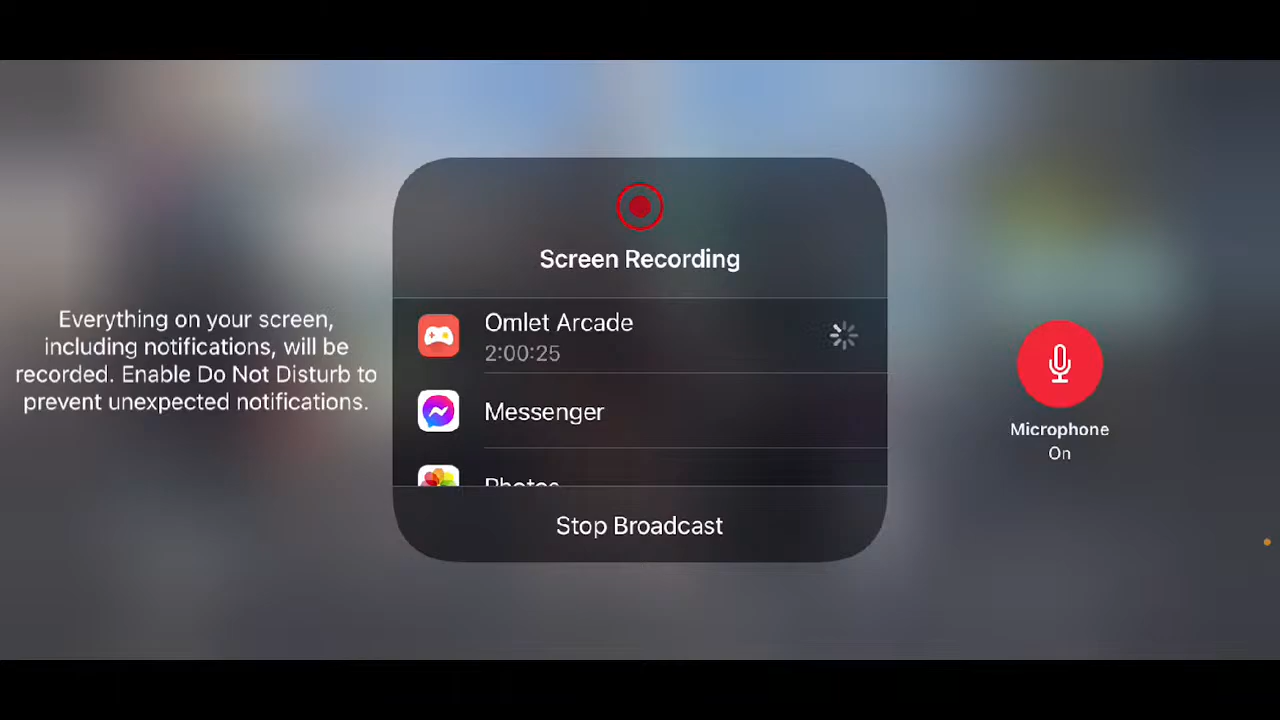 Screen Recording
Everything on your screen,
including notifications, will be
recorded. Enable Do Not Disturb to
prevent unexpected notifications.
Omlet Arcade
2:00:25
Messenger
Photos
Stop Broadcast
Microphone
On